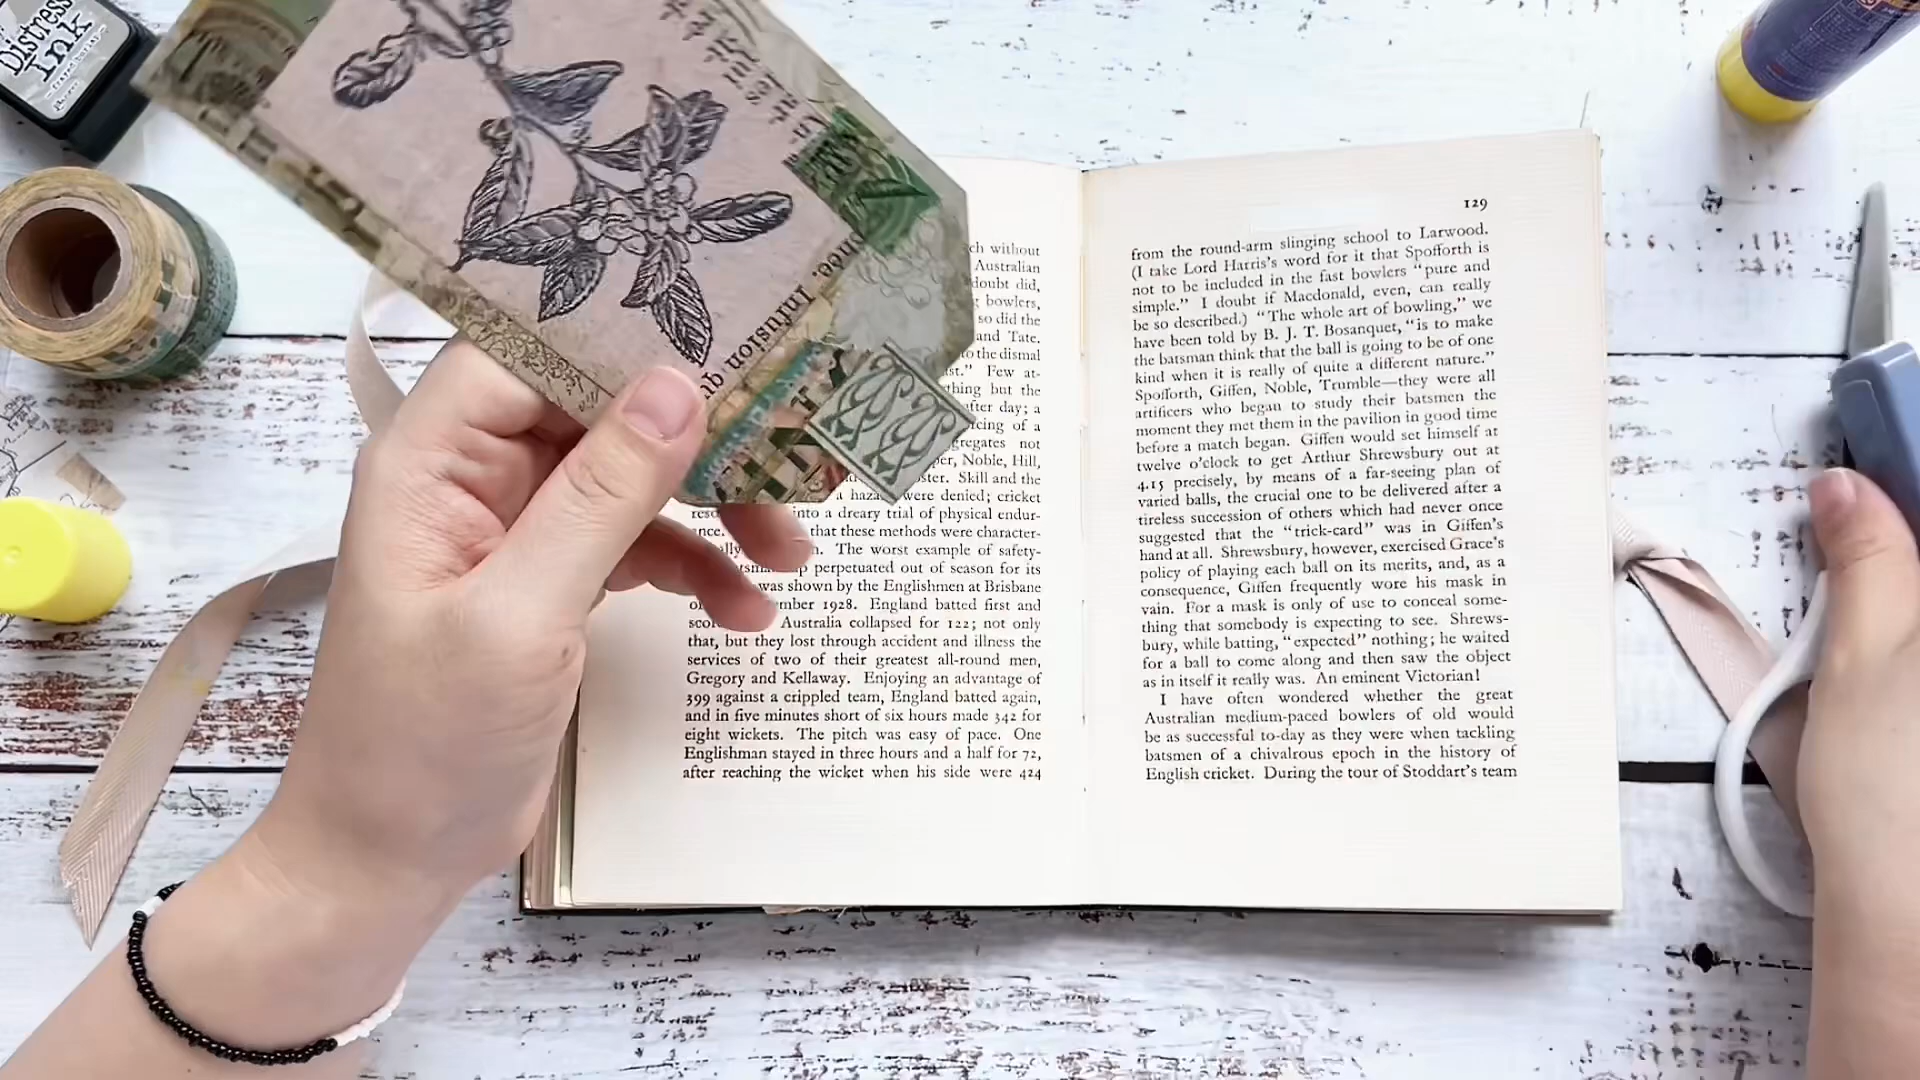 Distress
Ink
Infusion
ch without
Australian
doubt did,
bowlers,
so did the
and Tate.
to the dismal
Few at-
thing but the
after day; a
of a
not
Noble, Hill,
Skill and the
a were denied; cricket
into a dreary trial of physical endur-
ance. that these methods were character-
The worst example of safety-
perpetuated out of season for its
was shown by the Englishmen at Brisbane
1928. England batted first and
Australia collapsed for 122; not only
that, but they lost through accident and illness the
services of two of their greatest all-round men,
Gregory and Kellaway. Enjoying an advantage of
399 against a crippled team, England batted again,
and in five minutes short of six hours made 342 for
eight wickets. The pitch was easy of pace. One
Englishman stayed in three hours and a half for 72,
after reaching the wicket when his side were 424
129
from the round-arm slinging school to Larwood.
(I take Lord Harris's word for it that Spofforth is
not to be included in the fast bowlers "pure and
simple." I doubt if Macdonald, even, can really
be so described.) "The whole art of bowling," we
have been told by B. J. T. Bosanquet, "is to make
the batsman think that the ball is going to be of one
kind when it is really of quite a different nature."
Spofforth, Giffen, Noble, Trumble—they were all
artificers who began to study their batsmen the
moment they met them in the pavilion in good time
before a match began. Giffen would set himself at
twelve o'clock to get Arthur Shrewsbury out at
4.15 precisely, by means of a far-seeing plan of
varied balls, the crucial one to be delivered after a
tireless succession of others which had never once
suggested that the "trick-card" was in Giffen's
hand at all. Shrewsbury, however, exercised Grace's
policy of playing each ball on its merits, and, as a
consequence, Giffen frequently wore his mask in
vain. For a mask is only of use to conceal some-
thing that somebody is expecting to see. Shrews-
bury, while batting, "expected" nothing; he waited
for a ball to come along and then saw the object
as in itself it really was. An eminent Victorian!
I have often wondered whether the great
Australian medium-paced bowlers of old would
be as successful to-day as they were when tackling
batsmen of a chivalrous epoch in the history of
English cricket. During the tour of Stoddart's team